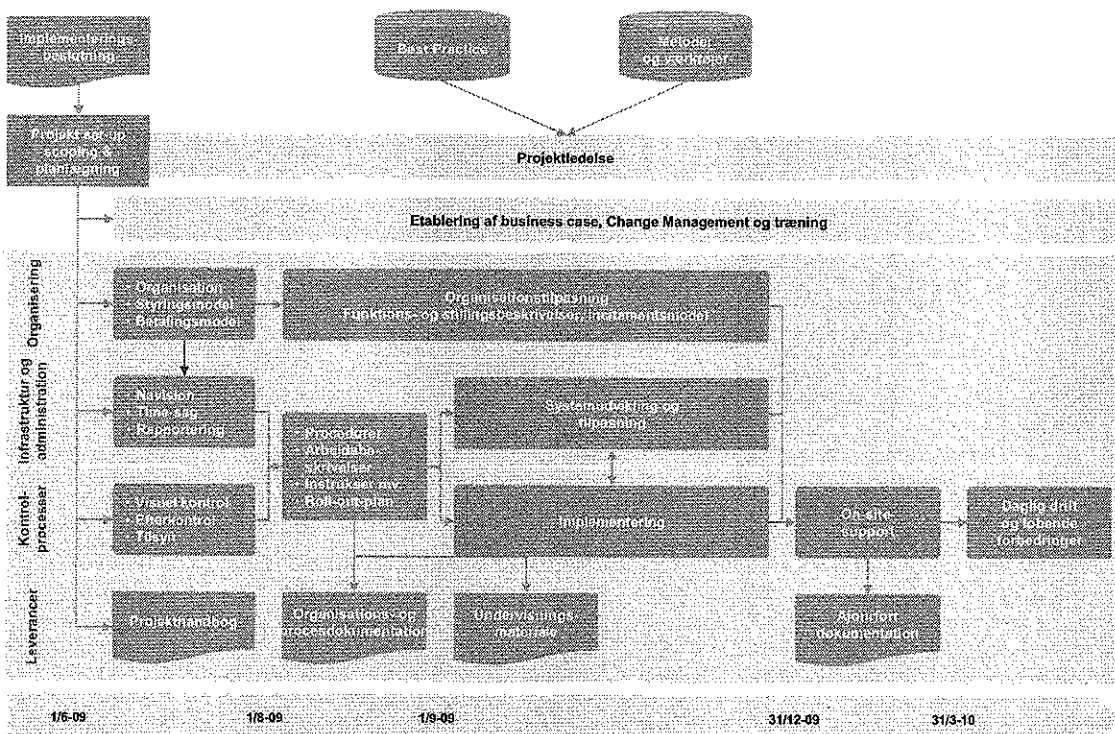 Implementerings
beslutning
Best Practice
Metoder
og værktøjer
Projekt set-up
scoping &
planlægning
Projektledelse
Etablering af business case, Change Management og træning
Organisering
- Organisation
- Styringsmodel
- Betalingsmodel
Organisationstilpasning
Funktions- og stillingsbeskrivelser, incitamentsmodel
Infrastruktur og
administration
- Navision
- Time-sag
- Rapportering
- Procedurer
- Arbejdsbe-
skrivelser
- Instrukser mv.
- Roll-out plan
Systemudvikling og
tilpasning
Kontrol-
processer
- Visuel kontrol
- Efterkontrol
- Tilsyn
Implementering
On-site
support
Daglig drift
og løbende
forbedringer
Leverancer
Projekthåndbog
Organisations- og
procesdokumentation
Undervisnings
materiale
Ajourført
dokumentation
1/6-09
1/8-09
1/9-09
31/12-09
31/3-10